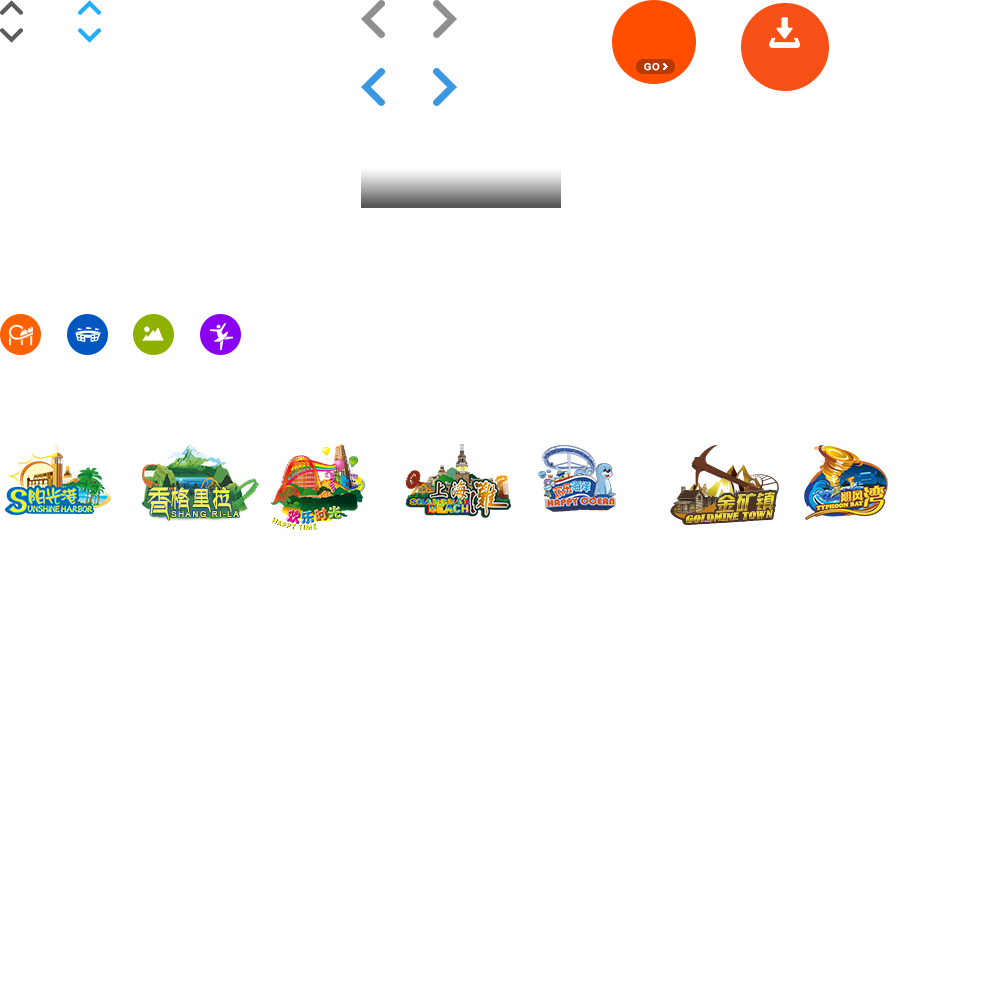 GO
阳光港
SUNSHINE HARBOR
香格里拉
SHANG RI-LA
欢乐时光
HAPPY TIME
上海滩
SHANGHAI BEACH
欢乐海洋
HAPPY OCEAN
金矿镇
GOLDMINE TOWN
飓风湾
TYPHOON BAY